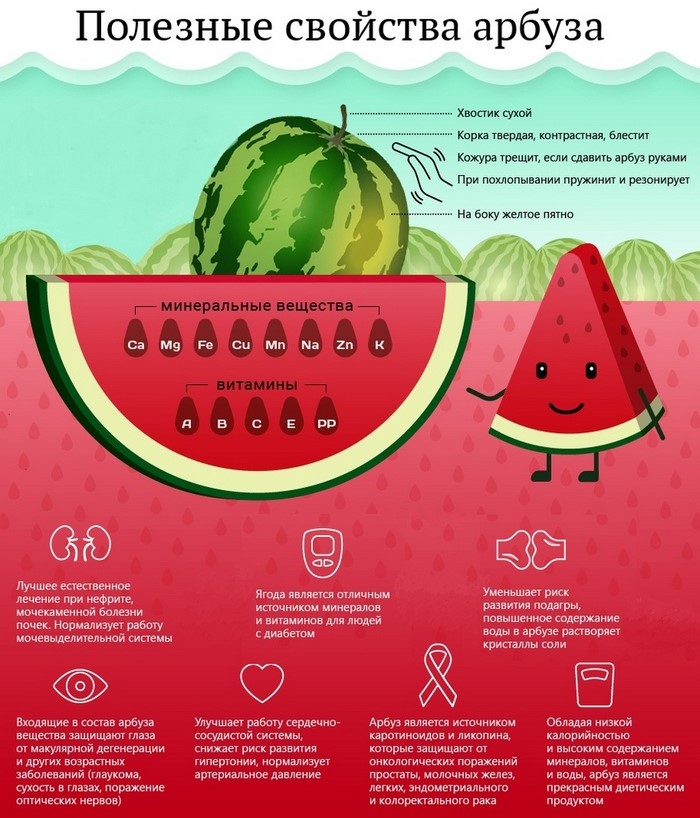 Полезные свойства арбуза
Хвостик сухой
Корка твердая, контрастная, блестит
Кожура трещит, если сдавить арбуз руками
При похлопывании пружинит и резонирует
На боку желтое пятно
минеральные вещества
Ca Mg Fe Cu Mn Na Zn K
витамины
A B C E PP
Лучшее естественное
лечение при нефрите,
мочекаменной болезни
почек. Нормализует работу
мочевыделительной системы
Ягода является отличным
источником минералов
и витаминов для людей
с диабетом
Уменьшает риск
развития подагры,
повышенное содержание
воды в арбузе растворяет
кристаллы соли
Входящие в состав арбуза
вещества защищают глаза
от макулярной дегенерации
и других возрастных
заболеваний (глаукома,
сухость в глазах, поражение
оптических нервов)
Улучшает работу сердечно-
сосудистой системы,
снижает риск развития
гипертонии, нормализует
артериальное давление
Арбуз является источником
каротиноидов и ликопина,
которые защищают от
онкологических поражений
простаты, молочных желез,
легких, эндометриального
и колоректального рака
Обладая низкой
калорийностью
и высоким содержанием
минералов, витаминов
и воды, арбуз является
прекрасным диетическим
продуктом